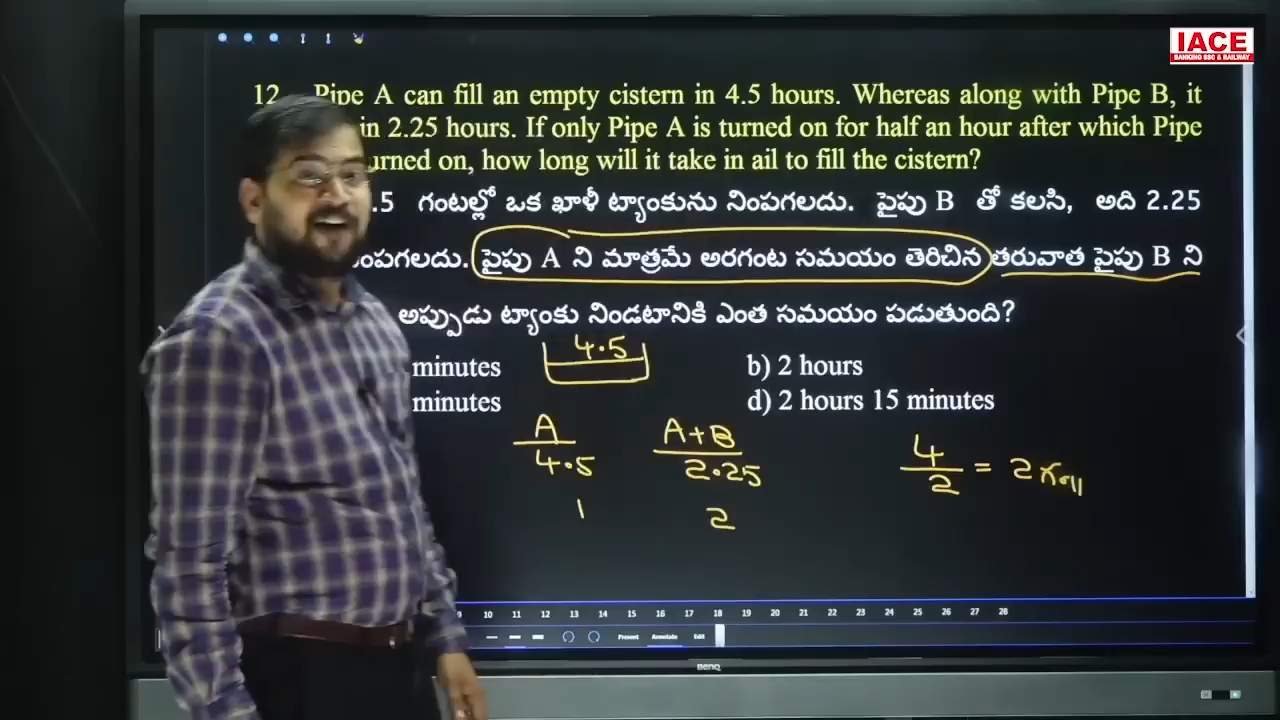 IACE
BANKING SSC & RAILWAY
12. Pipe A can fill an empty cistern in 4.5 hours. Whereas along with Pipe B, it
in 2.25 hours. If only Pipe A is turned on for half an hour after which Pipe
urned on, how long will it take in ail to fill the cistern?
.5 గంటల్లో ఒక ఖాళీ ట్యాంకును నింపగలదు. పైపు B తో కలసి, అది 2.25
ంపగలదు. పైపు A ని మాత్రమే అరగంట సమయం తెరిచిన తరువాత పైపు B ని
అప్పుడు ట్యాంకు నిండటానికి ఎంత సమయం పడుతుంది?
4.5
minutes b) 2 hours
minutes d) 2 hours 15 minutes
A A+B 4
4.5 2.25 2 = 2గం॥
1 2
9 10 11 12 13 14 15 16 17 18 19 20 21 22 23 24 25 26 27 28
Present Annotate Edit
BenQ